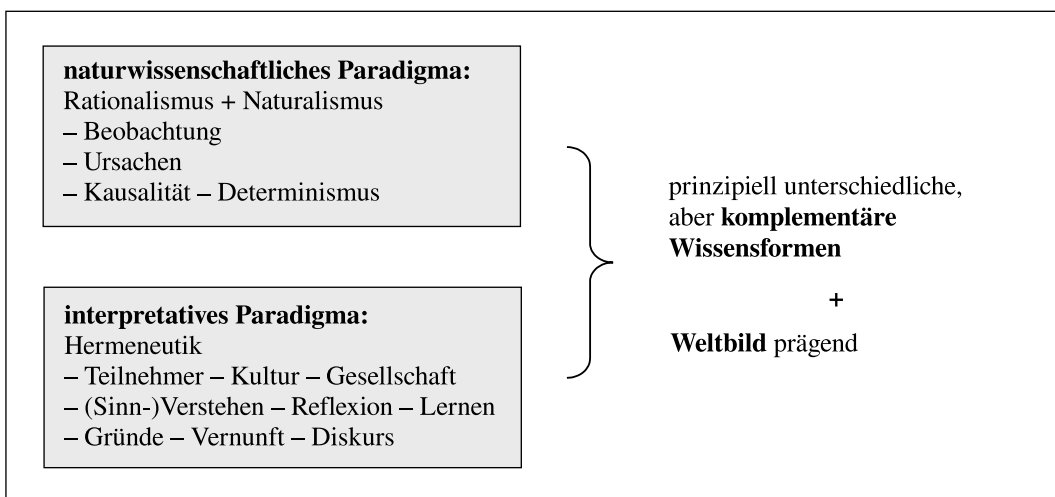 naturwissenschaftliches Paradigma:
Rationalismus + Naturalismus
– Beobachtung
– Ursachen
– Kausalität – Determinismus
interpretatives Paradigma:
Hermeneutik
– Teilnehmer – Kultur – Gesellschaft
– (Sinn-)Verstehen – Reflexion – Lernen
– Gründe – Vernunft – Diskurs
prinzipiell unterschiedliche,
aber komplementäre
Wissensformen
+
Weltbild prägend